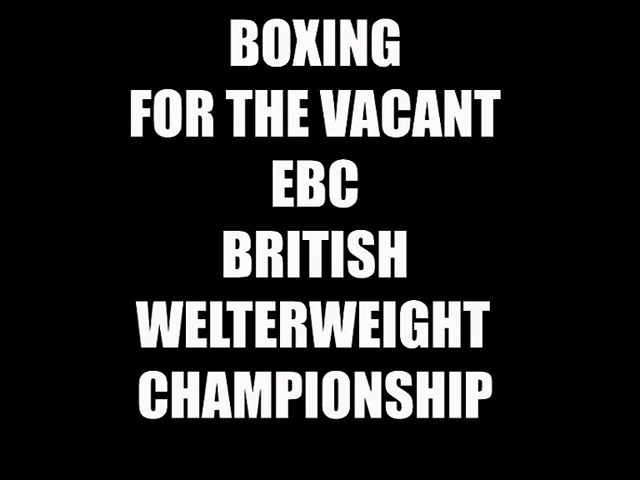 BOXING
FOR THE VACANT
EBC
BRITISH
WELTERWEIGHT
CHAMPIONSHIP